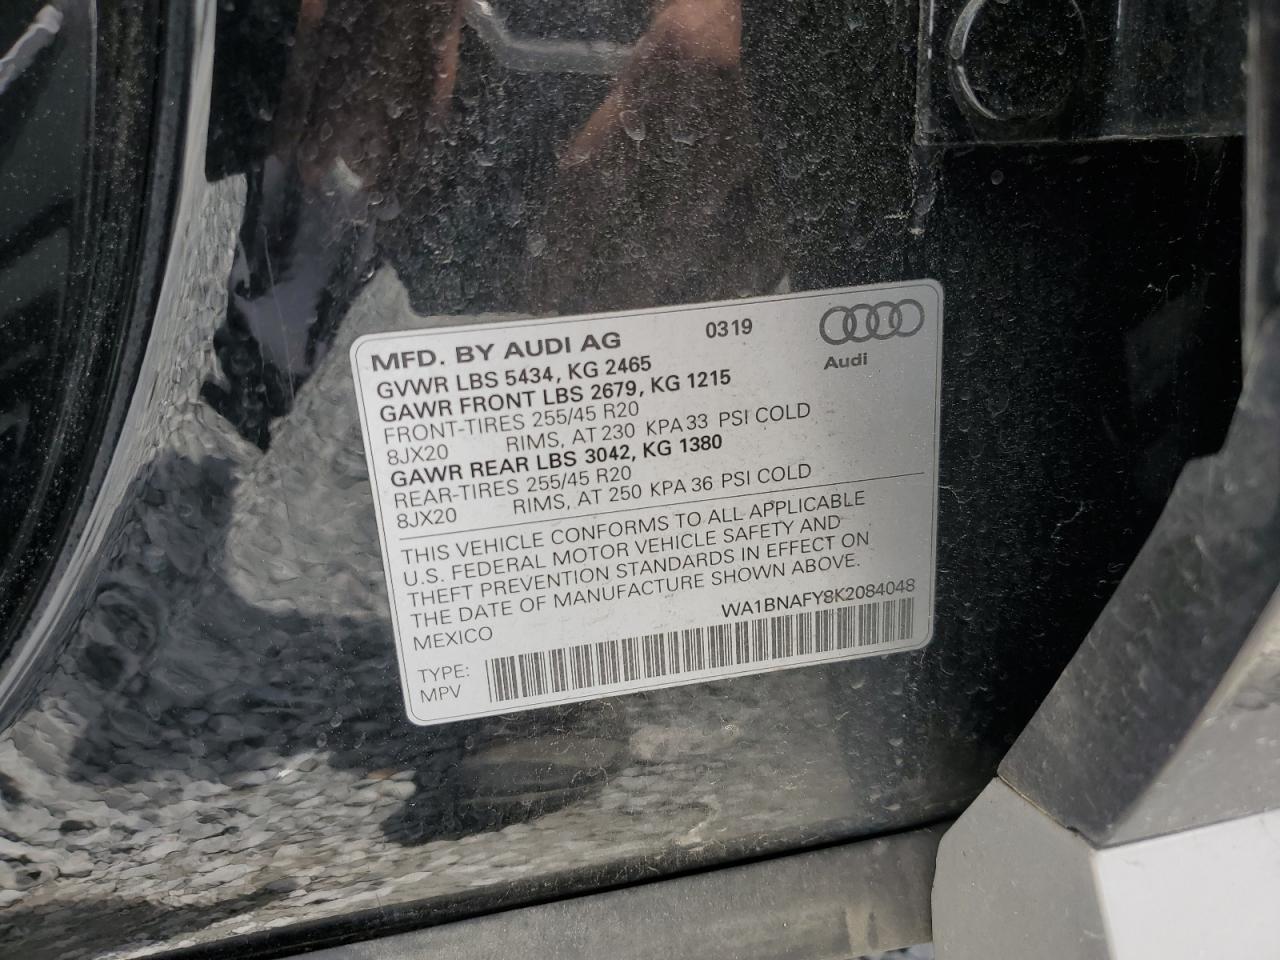 MFD. BY AUDI AG 0319
Audi
GVWR LBS 5434, KG 2465
GAWR FRONT LBS 2679, KG 1215
FRONT-TIRES 255/45 R20
8JX20 RIMS, AT 230 KPA 33 PSI COLD
GAWR REAR LBS 3042, KG 1380
REAR-TIRES 255/45 R20
8JX20 RIMS, AT 250 KPA 36 PSI COLD
THIS VEHICLE CONFORMS TO ALL APPLICABLE
U.S. FEDERAL MOTOR VEHICLE SAFETY AND
THEFT PREVENTION STANDARDS IN EFFECT ON
THE DATE OF MANUFACTURE SHOWN ABOVE.
MEXICO WA1BNAFY8K2084048
TYPE:
MPV